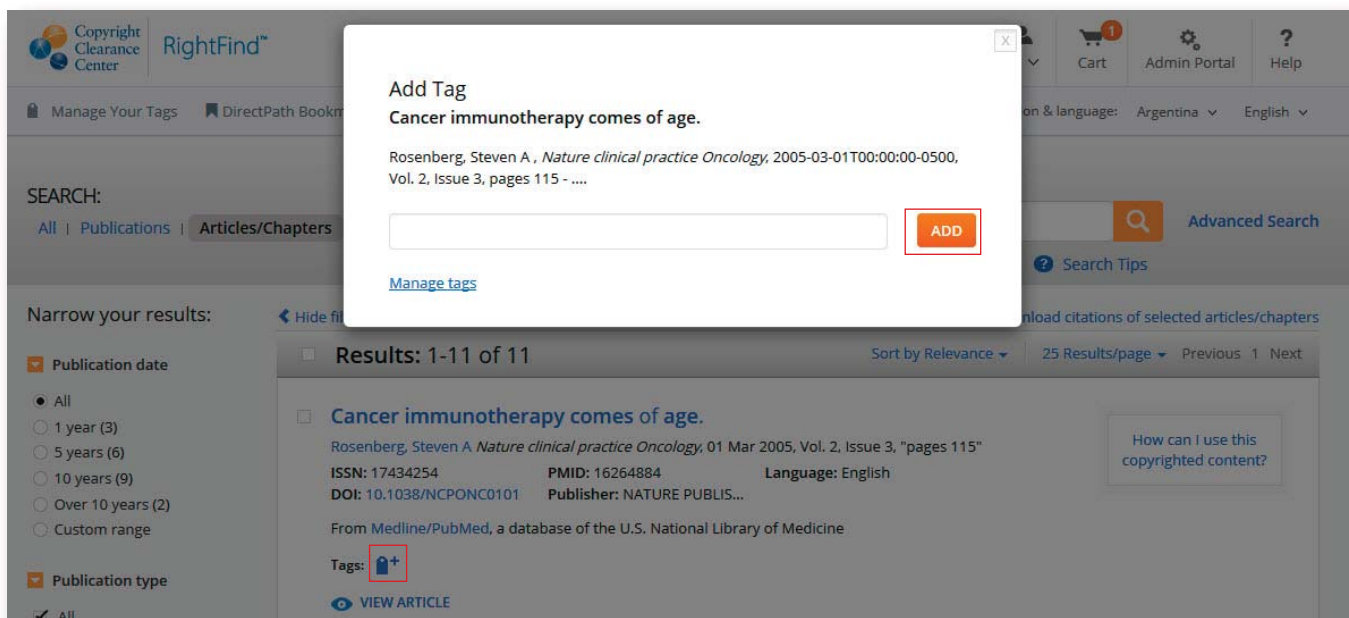 Copyright
Clearance
Center
RightFind™
X
1
Cart
Admin Portal
?
Help
Manage Your Tags
DirectPath Bookm
on & language: Argentina
English
Add Tag
Cancer immunotherapy comes of age.
Rosenberg, Steven A , Nature clinical practice Oncology, 2005-03-01T00:00:00-0500,
Vol. 2, Issue 3, pages 115 - ....
ADD
Manage tags
SEARCH:
All | Publications | Articles/Chapters
Advanced Search
? Search Tips
Narrow your results:
Hide fil
nload citations of selected articles/chapters
Results: 1-11 of 11
Sort by Relevance
25 Results/page
Previous 1 Next
Publication date
All
1 year (3)
5 years (6)
10 years (9)
Over 10 years (2)
Custom range
Publication type
All
Cancer immunotherapy comes of age.
Rosenberg, Steven A Nature clinical practice Oncology, 01 Mar 2005, Vol. 2, Issue 3, "pages 115"
ISSN: 17434254 PMID: 16264884 Language: English
DOI: 10.1038/NCPONC0101 Publisher: NATURE PUBLIS...
From Medline/PubMed, a database of the U.S. National Library of Medicine
Tags: +
VIEW ARTICLE
How can I use this
copyrighted content?